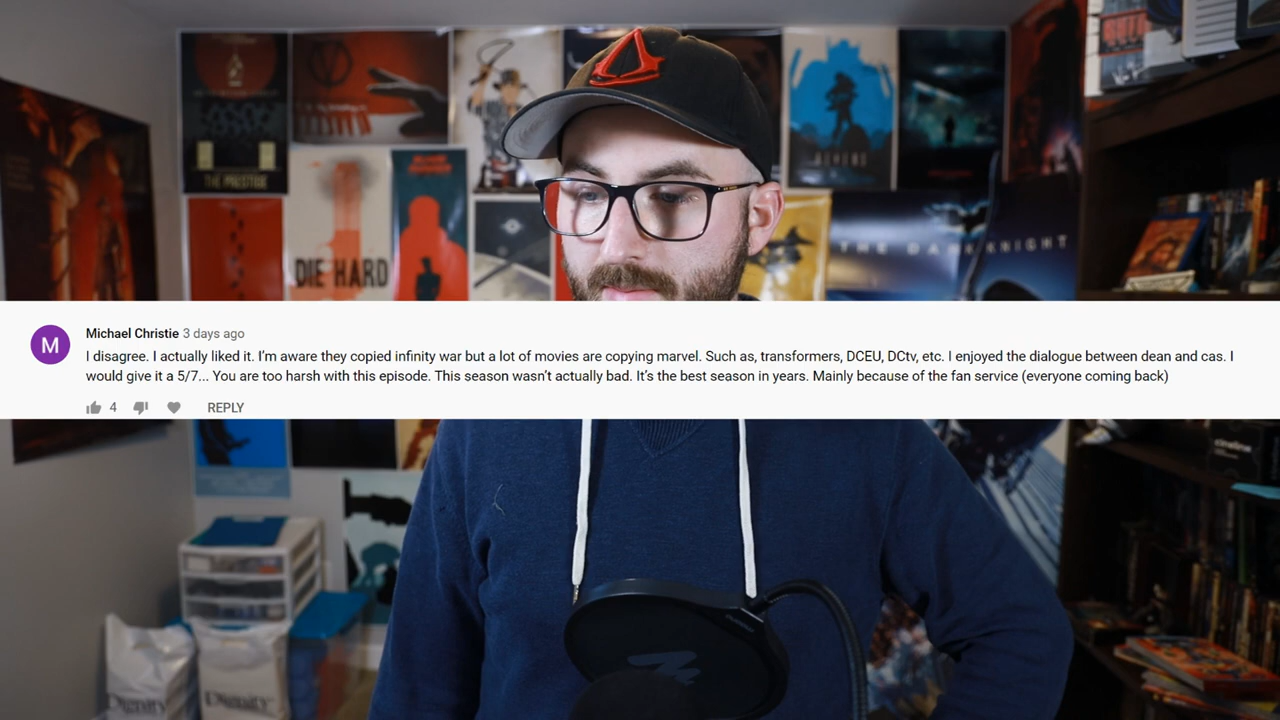 THE PRESTIGE
DIE HARD
ALIENS
THE DARK KNIGHT
Michael Christie 3 days ago
M
I disagree. I actually liked it. I'm aware they copied infinity war but a lot of movies are copying marvel. Such as, transformers, DCEU, DCtv, etc. I enjoyed the dialogue between dean and cas. I
would give it a 5/7... You are too harsh with this episode. This season wasn't actually bad. It's the best season in years. Mainly because of the fan service (everyone coming back)
4 REPLY
Dignity
Dignity